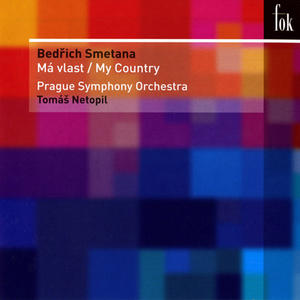 fok
Bedřich Smetana
Má vlast / My Country
Prague Symphony Orchestra
Tomáš Netopil